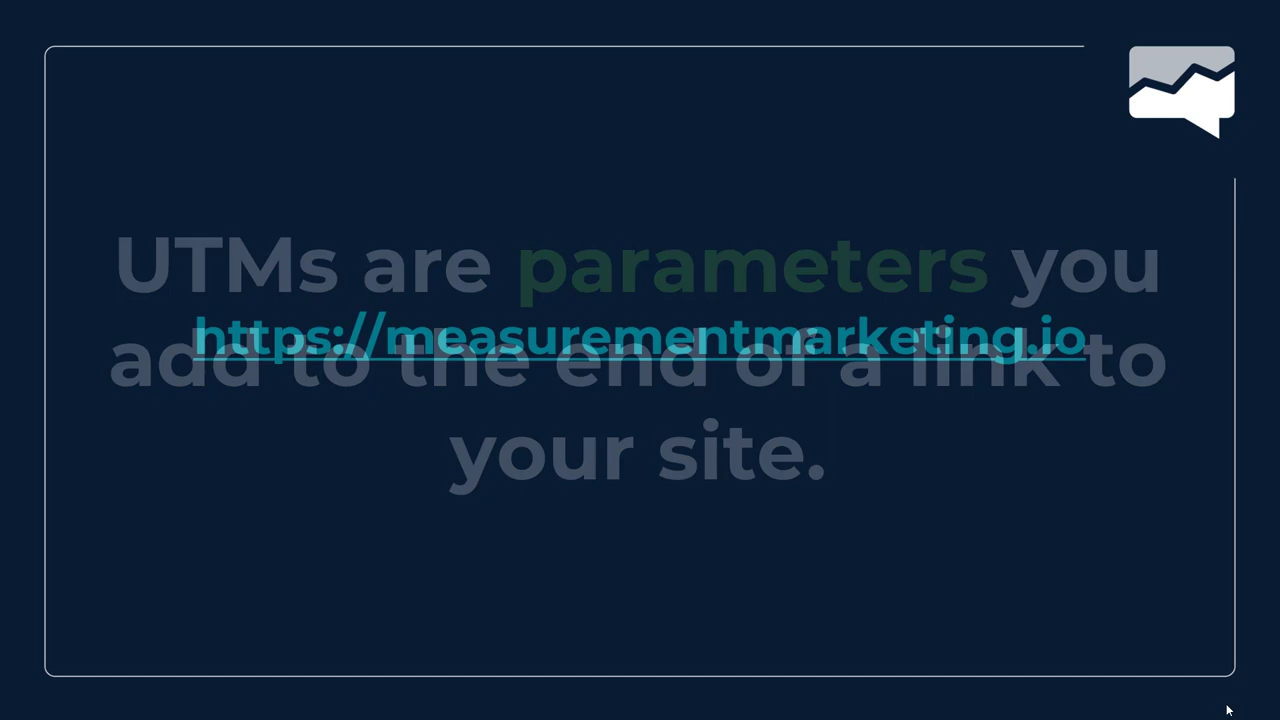 UTMs are parameters you
https://measurementmarketing.io
add to the end of a link to
your site.